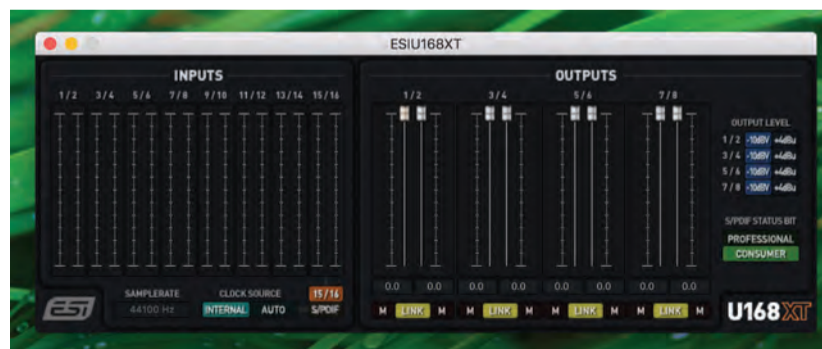 ESIU168XT
INPUTS
1/2 3/4 5/6 7/8 9/10 11/12 13/14 15/16
OUTPUTS
1/2 3/4 5/6 7/8
OUTPUT LEVEL
1/2 -10dBV +4dBu
3/4 -10dBV +4dBu
5/6 -10dBV +4dBu
7/8 -10dBV +4dBu
S/PDIF STATUS BIT
PROFESSIONAL
CONSUMER
0.0 0.0 0.0 0.0 0.0 0.0 0.0 0.0
M LINK M M LINK M M LINK M M LINK M
ESI
SAMPLERATE
44100 Hz
CLOCK SOURCE
INTERNAL AUTO
15/16
S/PDIF
U168XT